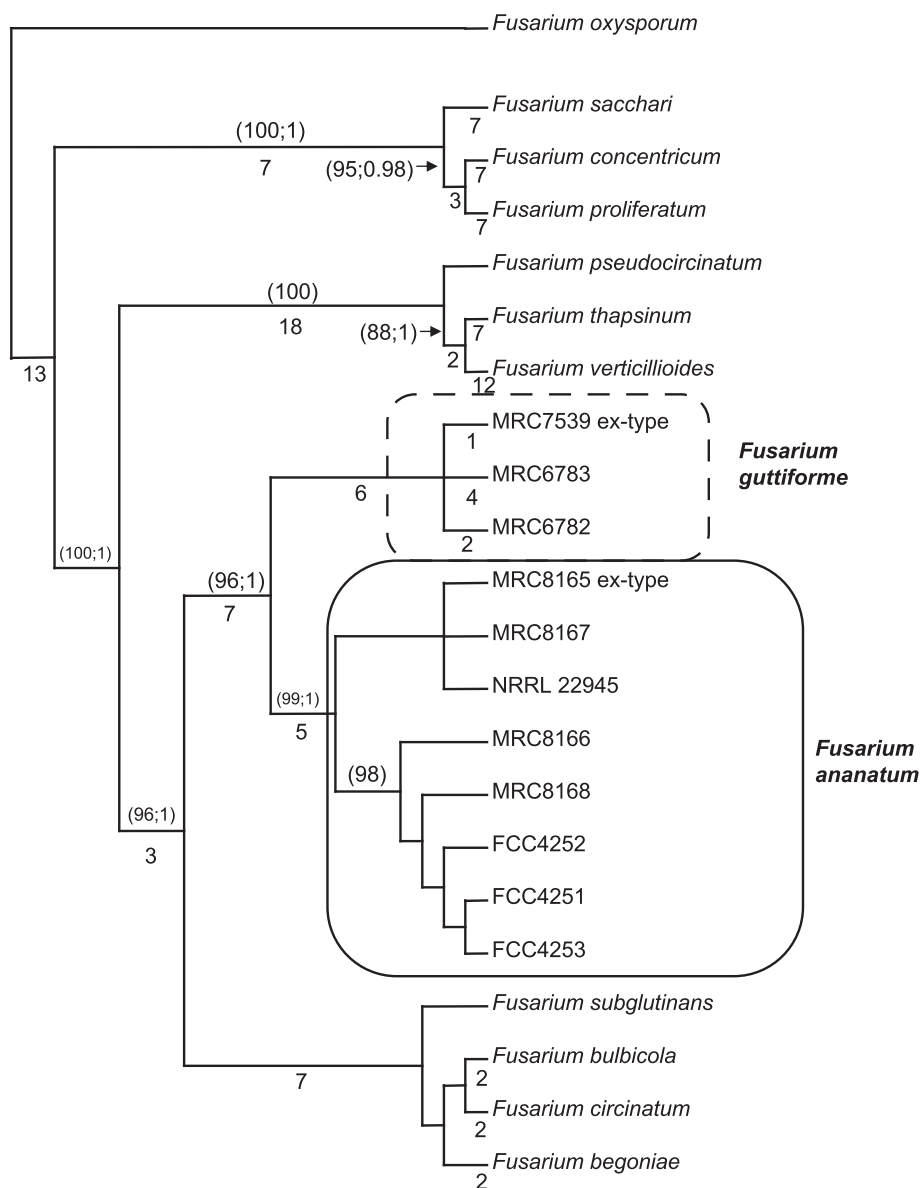 Fusarium oxysporum
Fusarium sacchari
(100;1)
7
7
Fusarium concentricum
(95;0.98)
7
3
Fusarium proliferatum
7
Fusarium pseudocircinatum
(100)
18
Fusarium thapsinum
(88;1)
7
2
Fusarium verticillioides
13
12
MRC7539 ex-type
1
Fusarium
guttiforme
MRC6783
6
4
MRC6782
2
(100;1)
MRC8165 ex-type
(96;1)
7
MRC8167
NRRL 22945
(99;1)
5
MRC8166
Fusarium
ananatum
(98)
MRC8168
(96;1)
3
FCC4252
FCC4251
FCC4253
Fusarium subglutinans
7
Fusarium bulbicola
2
Fusarium circinatum
2
Fusarium begoniae
2